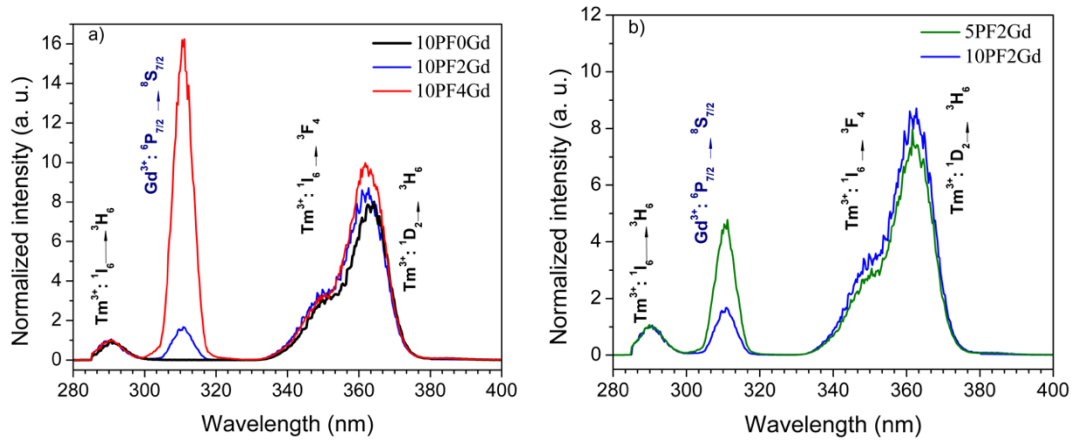 a)
10PF0Gd
10PF2Gd
10PF4Gd
Tm³⁺: ¹I₆ → ³H₆
Gd³⁺: ⁶P₇/₂ → ⁸S₇/₂
Tm³⁺: ¹I₆ → ³F₄
Tm³⁺: ¹D₂ → ³H₆
Normalized intensity (a. u.)
16
14
12
10
8
6
4
2
0
280 300 320 340 360 380 400
Wavelength (nm)
b)
5PF2Gd
10PF2Gd
Tm³⁺: ¹I₆ → ³H₆
Gd³⁺: ⁶P₇/₂ → ⁸S₇/₂
Tm³⁺: ¹I₆ → ³F₄
Tm³⁺: ¹D₂ → ³H₆
Normalized intensity (a. u.)
12
10
8
6
4
2
0
280 300 320 340 360 380 400
Wavelength (nm)